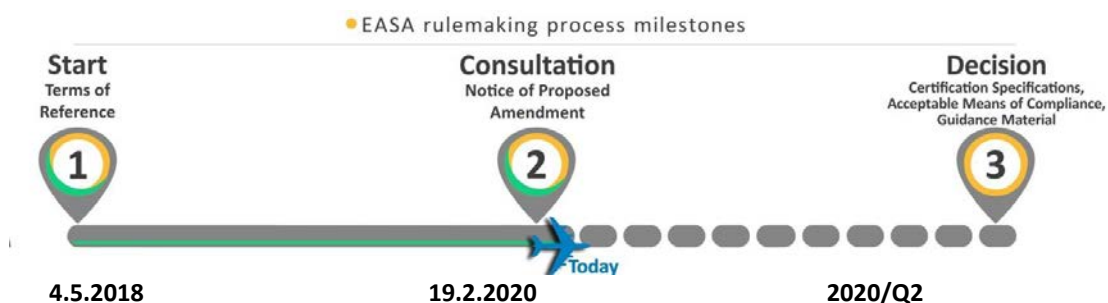 EASA rulemaking process milestones
Start
Terms of
Reference
Consultation
Notice of Proposed
Amendment
Decision
Certification Specifications,
Acceptable Means of Compliance,
Guidance Material
1
2
3
Today
4.5.2018
19.2.2020
2020/Q2